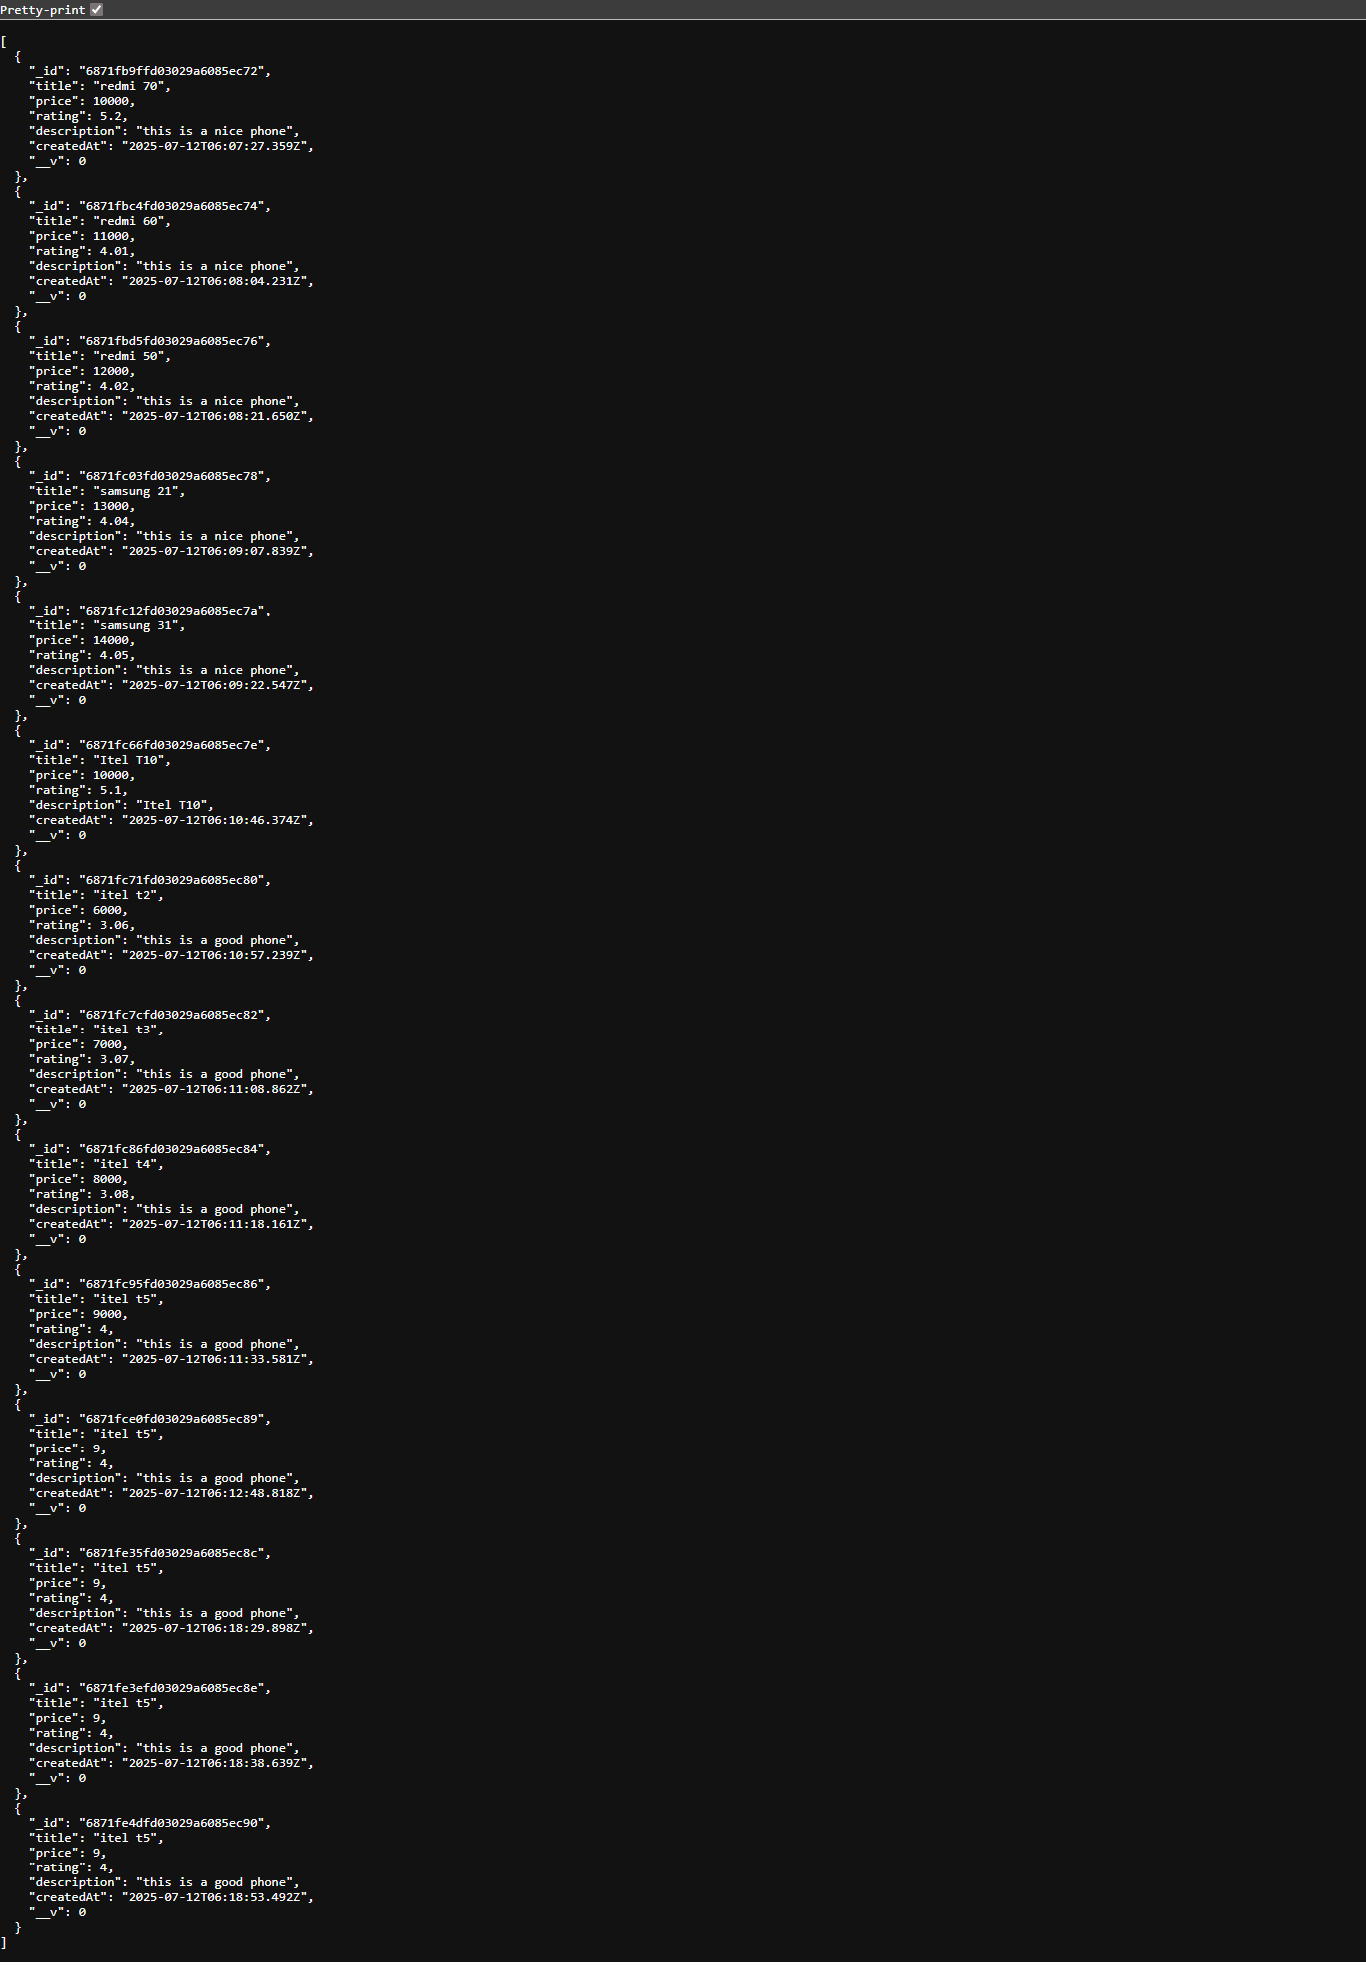 Pretty-print
[
  {
    "_id": "6871fb9ffd03029a6085ec72",
    "title": "redmi 70",
    "price": 10000,
    "rating": 5.2,
    "description": "this is a nice phone",
    "createdAt": "2025-07-12T06:07:27.359Z",
    "__v": 0
  },
  {
    "_id": "6871fbc4fd03029a6085ec74",
    "title": "redmi 60",
    "price": 11000,
    "rating": 4.01,
    "description": "this is a nice phone",
    "createdAt": "2025-07-12T06:08:04.231Z",
    "__v": 0
  },
  {
    "_id": "6871fbd5fd03029a6085ec76",
    "title": "redmi 50",
    "price": 12000,
    "rating": 4.02,
    "description": "this is a nice phone",
    "createdAt": "2025-07-12T06:08:21.650Z",
    "__v": 0
  },
  {
    "_id": "6871fc03fd03029a6085ec78",
    "title": "samsung 21",
    "price": 13000,
    "rating": 4.04,
    "description": "this is a nice phone",
    "createdAt": "2025-07-12T06:09:07.839Z",
    "__v": 0
  },
  {
    "_id": "6871fc12fd03029a6085ec7a",
    "title": "samsung 31",
    "price": 14000,
    "rating": 4.05,
    "description": "this is a nice phone",
    "createdAt": "2025-07-12T06:09:22.547Z",
    "__v": 0
  },
  {
    "_id": "6871fc66fd03029a6085ec7e",
    "title": "Itel T10",
    "price": 10000,
    "rating": 5.1,
    "description": "Itel T10",
    "createdAt": "2025-07-12T06:10:46.374Z",
    "__v": 0
  },
  {
    "_id": "6871fc71fd03029a6085ec80",
    "title": "itel t2",
    "price": 6000,
    "rating": 3.06,
    "description": "this is a good phone",
    "createdAt": "2025-07-12T06:10:57.239Z",
    "__v": 0
  },
  {
    "_id": "6871fc7cfd03029a6085ec82",
    "title": "itel t3",
    "price": 7000,
    "rating": 3.07,
    "description": "this is a good phone",
    "createdAt": "2025-07-12T06:11:08.862Z",
    "__v": 0
  },
  {
    "_id": "6871fc86fd03029a6085ec84",
    "title": "itel t4",
    "price": 8000,
    "rating": 3.08,
    "description": "this is a good phone",
    "createdAt": "2025-07-12T06:11:18.161Z",
    "__v": 0
  },
  {
    "_id": "6871fc95fd03029a6085ec86",
    "title": "itel t5",
    "price": 9000,
    "rating": 4,
    "description": "this is a good phone",
    "createdAt": "2025-07-12T06:11:33.581Z",
    "__v": 0
  },
  {
    "_id": "6871fce0fd03029a6085ec89",
    "title": "itel t5",
    "price": 9,
    "rating": 4,
    "description": "this is a good phone",
    "createdAt": "2025-07-12T06:12:48.818Z",
    "__v": 0
  },
  {
    "_id": "6871fe35fd03029a6085ec8c",
    "title": "itel t5",
    "price": 9,
    "rating": 4,
    "description": "this is a good phone",
    "createdAt": "2025-07-12T06:18:29.898Z",
    "__v": 0
  },
  {
    "_id": "6871fe3efd03029a6085ec8e",
    "title": "itel t5",
    "price": 9,
    "rating": 4,
    "description": "this is a good phone",
    "createdAt": "2025-07-12T06:18:38.639Z",
    "__v": 0
  },
  {
    "_id": "6871fe4dfd03029a6085ec90",
    "title": "itel t5",
    "price": 9,
    "rating": 4,
    "description": "this is a good phone",
    "createdAt": "2025-07-12T06:18:53.492Z",
    "__v": 0
  }
]